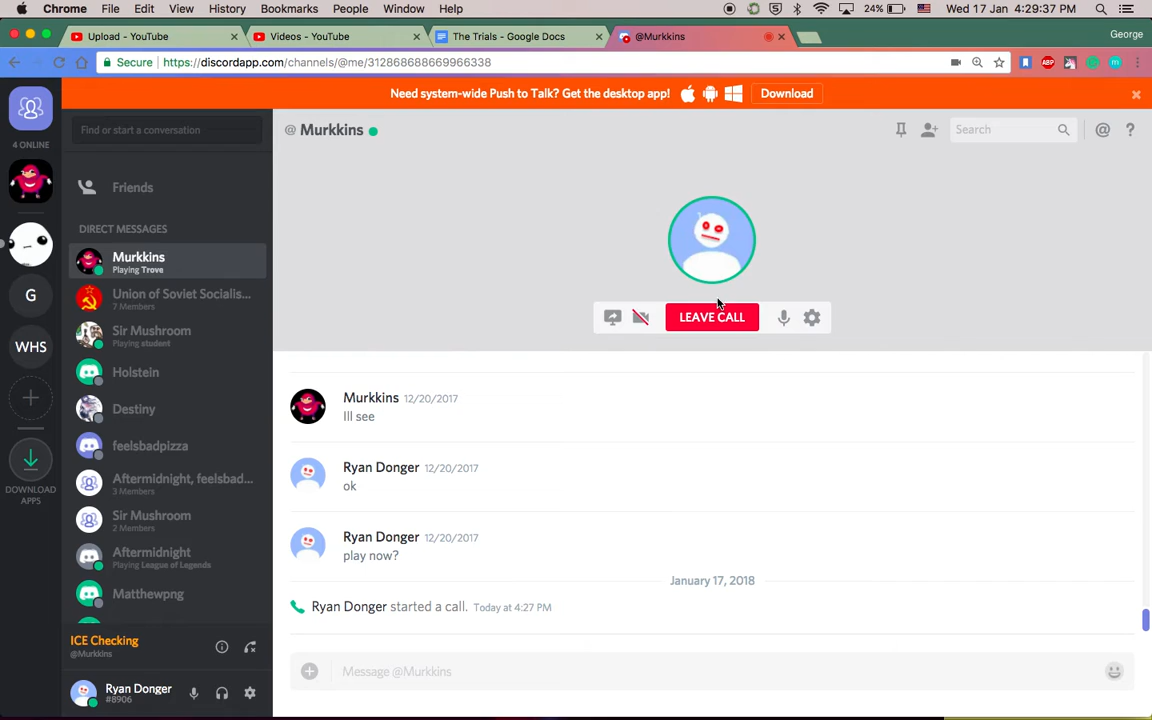 Chrome File Edit View History Bookmarks People Window Help 24% Wed 17 Jan 4:29:37 PM
Upload - YouTube Videos - YouTube The Trials - Google Docs @Murkkins George
Secure https://discordapp.com/channels/@me/312868688669966338 ABP
Need system-wide Push to Talk? Get the desktop app! Download
Find or start a conversation
@ Murkkins
Search
4 ONLINE
Friends
DIRECT MESSAGES
Murkkins
Playing Trove
Union of Soviet Socialis...
7 Members
Sir Mushroom
Playing student
Holstein
Destiny
feelsbadpizza
Aftermidnight, feelsbad...
3 Members
Sir Mushroom
2 Members
Aftermidnight
Playing League of Legends
Matthewpng
G
WHS
DOWNLOAD
APPS
ICE Checking
@Murkkins
Ryan Donger
#8906
LEAVE CALL
Murkkins 12/20/2017
Ill see
Ryan Donger 12/20/2017
ok
Ryan Donger 12/20/2017
play now?
January 17, 2018
Ryan Donger started a call. Today at 4:27 PM
Message @Murkkins